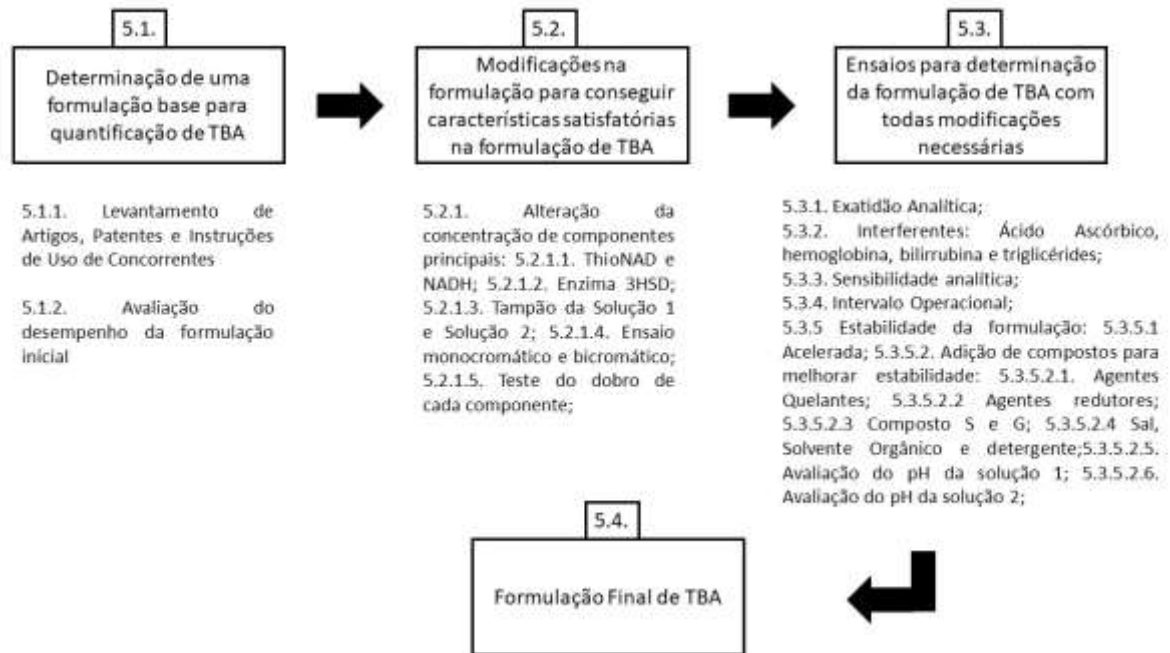 5.1.
Determinação de uma
formulação base para
quantificação de TBA
5.1.1. Levantamento de
Artigos, Patentes e Instruções
de Uso de Concorrentes
5.1.2. Avaliação do
desempenho da formulação
inicial
5.2.
Modificações na
formulação para conseguir
características satisfatórias
na formulação de TBA
5.2.1. Alteração da
concentração de componentes
principais: 5.2.1.1. ThioNAD e
NADH; 5.2.1.2. Enzima 3HSD;
5.2.1.3. Tampão da Solução 1
e Solução 2; 5.2.1.4. Ensaio
monocromático e bicromático;
5.2.1.5. Teste do dobro de
cada componente;
5.3.
Ensaios para determinação
da formulação de TBA com
todas modificações
necessárias
5.3.1. Exatidão Analítica;
5.3.2. Interferentes: Ácido Ascórbico,
hemoglobina, bilirrubina e triglicérides;
5.3.3. Sensibilidade analítica;
5.3.4. Intervalo Operacional;
5.3.5 Estabilidade da formulação: 5.3.5.1
Acelerada; 5.3.5.2. Adição de compostos para
melhorar estabilidade: 5.3.5.2.1. Agentes
Quelantes; 5.3.5.2.2 Agentes redutores;
5.3.5.2.3 Composto S e G; 5.3.5.2.4 Sal,
Solvente Orgânico e detergente;5.3.5.2.5.
Avaliação do pH da solução 1; 5.3.5.2.6.
Avaliação do pH da solução 2;
5.4.
Formulação Final de TBA